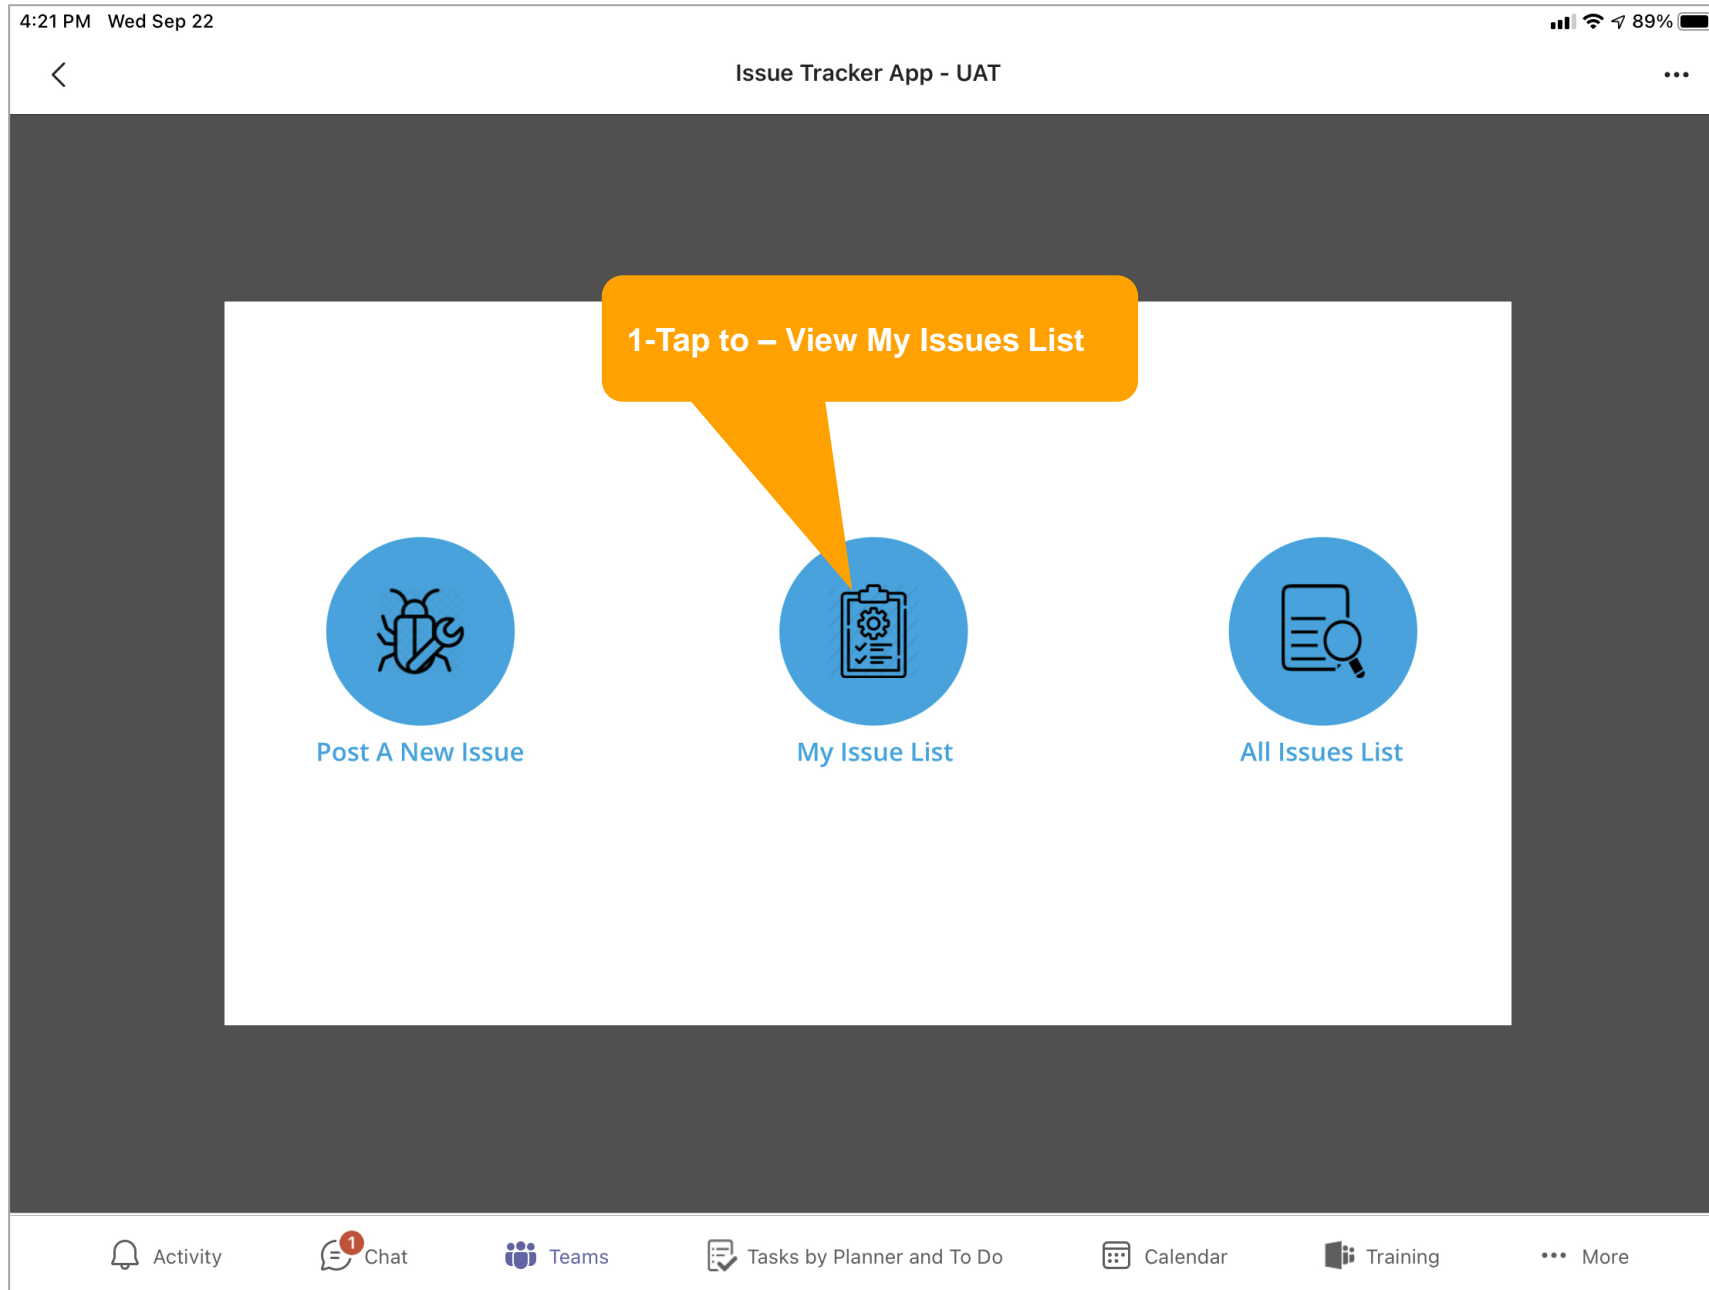 4:21 PM Wed Sep 22
89%
Issue Tracker App - UAT
1-Tap to – View My Issues List
Post A New Issue
My Issue List
All Issues List
Activity
1
Chat
Teams
Tasks by Planner and To Do
Calendar
Training
More